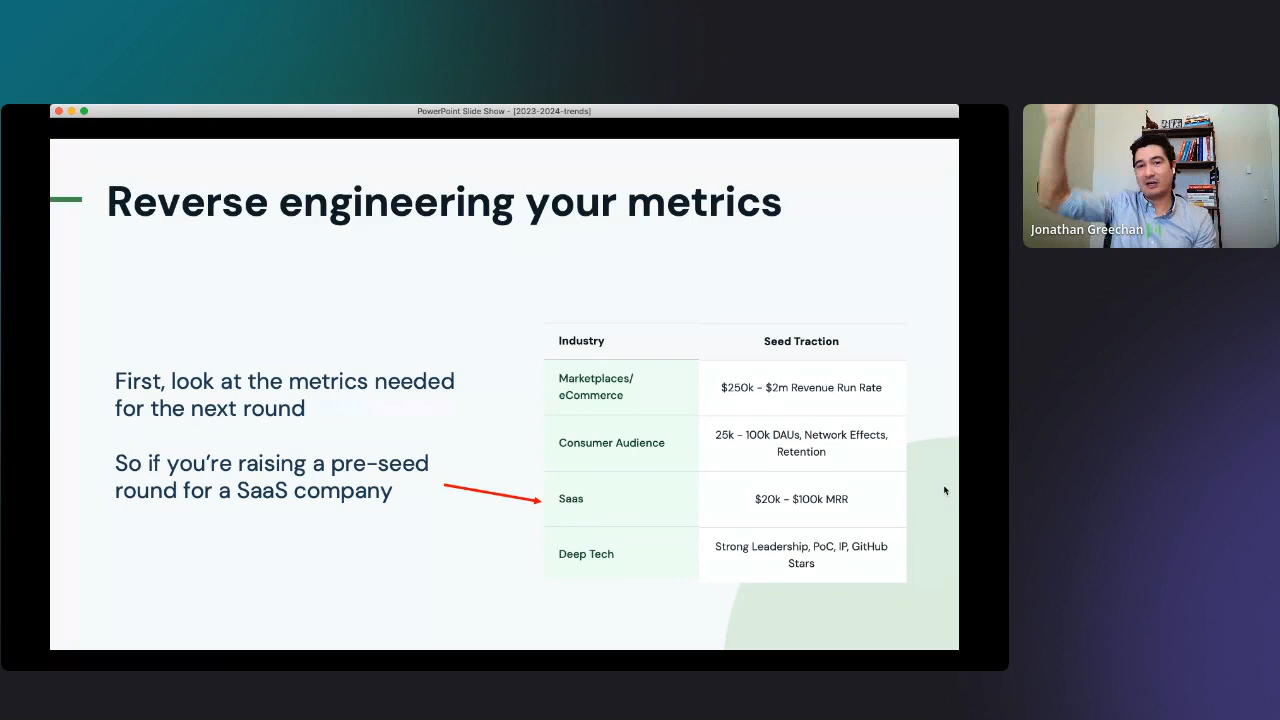 PowerPoint Slide Show - [2023-2024-trends]
Reverse engineering your metrics
First, look at the metrics needed
for the next round
So if you’re raising a pre-seed
round for a SaaS company
Industry
Seed Traction
Marketplaces/
eCommerce
$250k - $2m Revenue Run Rate
Consumer Audience
25k - 100k DAUs, Network Effects,
Retention
Saas
$20k - $100k MRR
Deep Tech
Strong Leadership, PoC, IP, GitHub
Stars
Jonathan Greechan